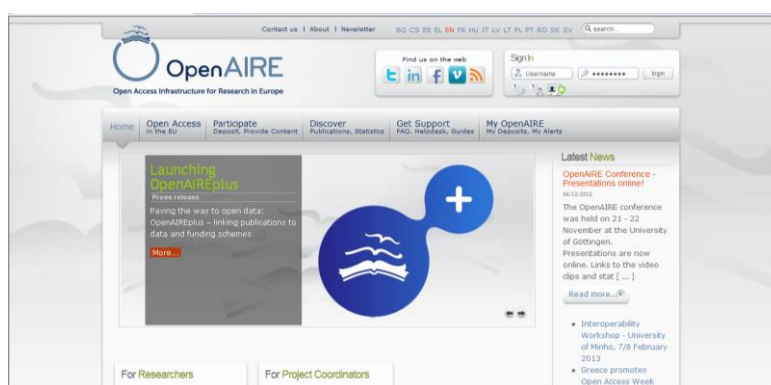 Contact us | About | Newsletter
BG CS EE EL EN FR HU IT LV LT PL PT RO SK SV
search...
OpenAIRE
Open Access Infrastructure for Research in Europe
Find us on the web
Sign In
Username
login
Home
Open Access
in the EU
Participate
Deposit, Provide Content
Discover
Publications, Statistics
Get Support
FAQ, Helpdesk, Guides
My OpenAIRE
My Deposits, My Alerts
Launching
OpenAIREplus
Press release
Paving the way to open data:
OpenAIREplus – linking publications to
data and funding schemes.
More...
Latest News
OpenAIRE Conference -
Presentations online!
04/12/2012
The OpenAIRE conference
was held on 21 - 22
November at the University
of Göttingen.
Presentations are now
online. Links to the video
clips and stat [ ... ]
Read more...
Interoperability
Workshop - University
of Minho, 7/8 February
2013
Greece promotes
Open Access Week
For Researchers
For Project Coordinators